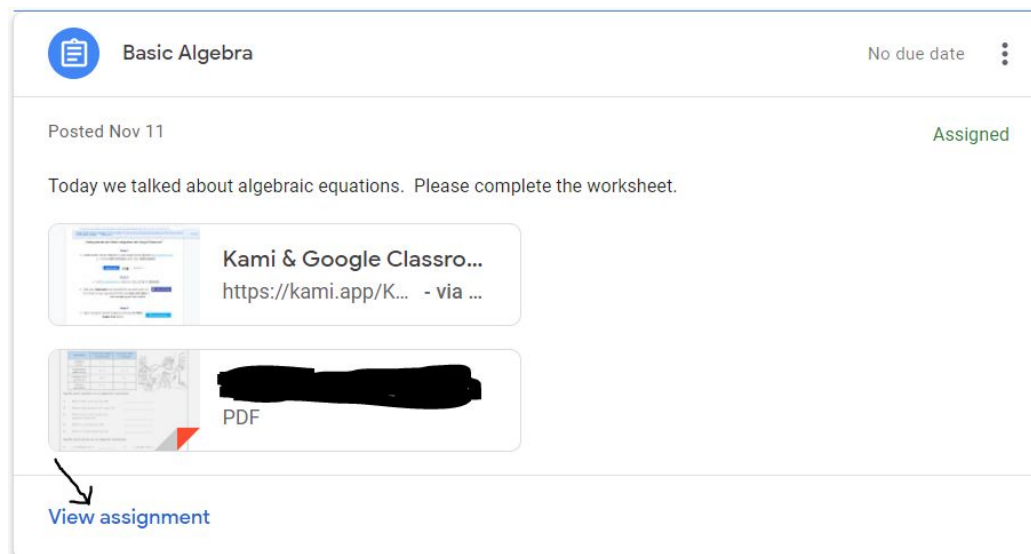 Basic Algebra
No due date
Posted Nov 11
Assigned
Today we talked about algebraic equations.  Please complete the worksheet.
Kami & Google Classro...
https://kami.app/K... - via ...
PDF
View assignment